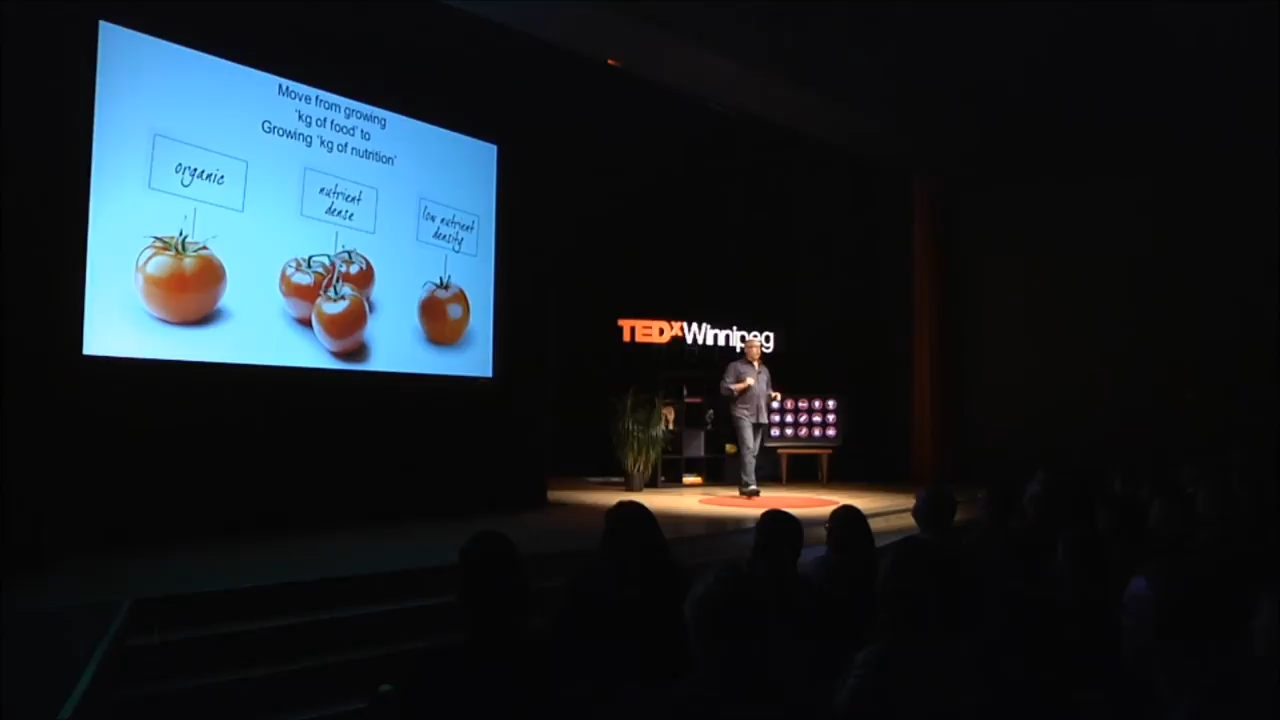 Move from growing
'kg of food' to
Growing 'kg of nutrition'
organic
nutrient
dense
low nutrient
density
TEDxWinnipeg